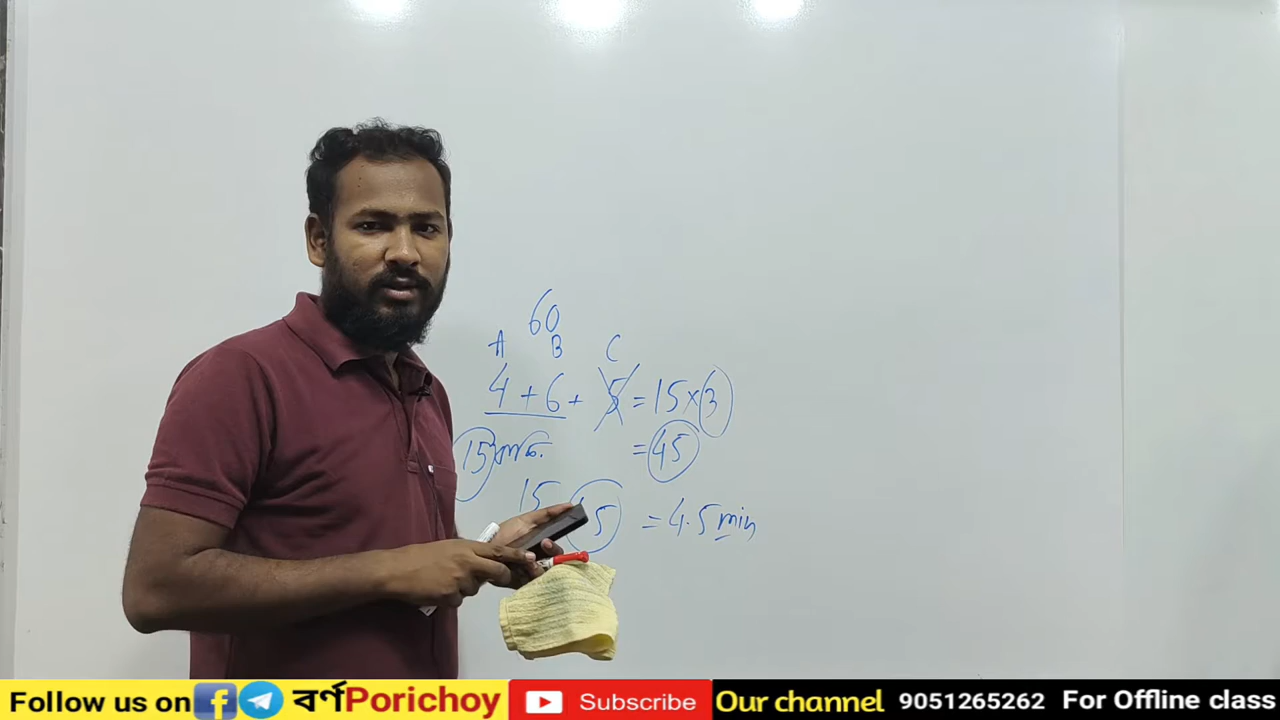 60
A B C
4 + 6 + 5 = 15 × 3
15 বাকি = 45
15 = 4.5 min
Follow us on বর্ণPorichoy Subscribe Our channel 9051265262 For Offline class